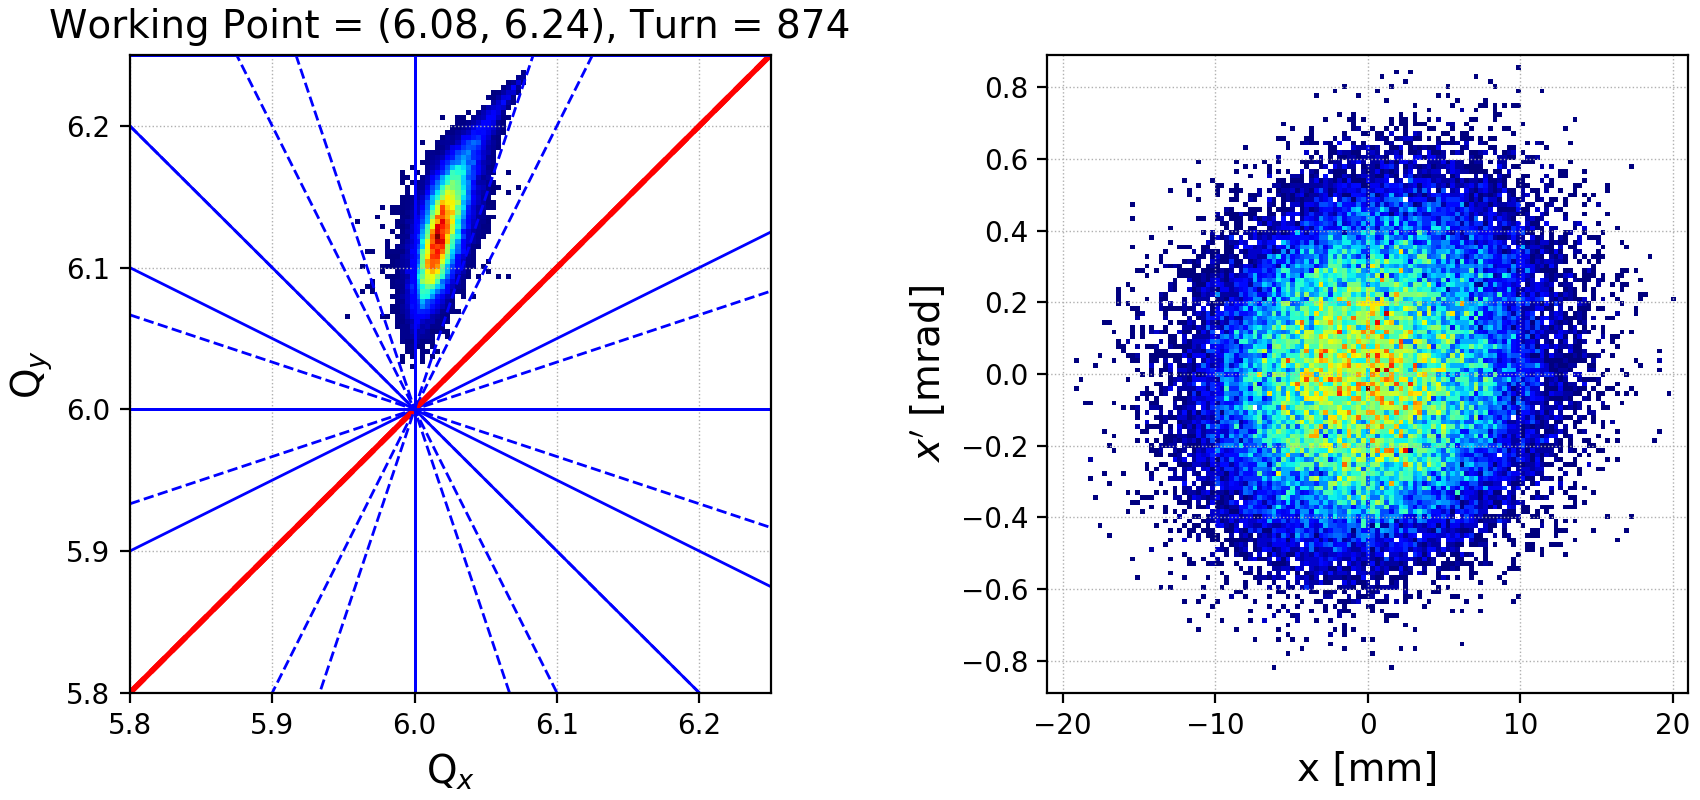 Working Point = (6.08, 6.24), Turn = 874
6.2
6.1
6.0
5.9
5.8
Q_y
5.8 5.9 6.0 6.1 6.2
Q_x
0.8
0.6
0.4
0.2
0.0
−0.2
−0.4
−0.6
−0.8
x′ [mrad]
−20 −10 0 10 20
x [mm]